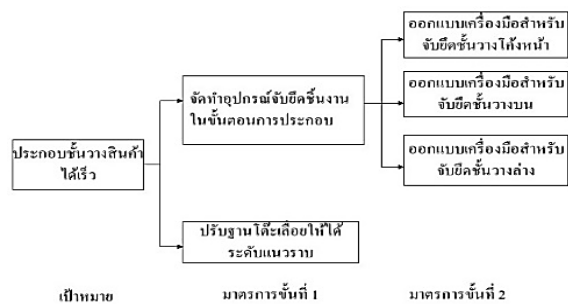 ประกอบชั้นวางสินค้า
ได้เร็ว
จัดทำอุปกรณ์จับยึดชิ้นงาน
ในขั้นตอนการประกอบ
ปรับฐานโต๊ะเลื่อยให้ได้
ระดับแนวราบ
ออกแบบเครื่องมือสำหรับ
จับยึดชั้นวางโค้งหน้า
ออกแบบเครื่องมือสำหรับ
จับยึดชั้นวางบน
ออกแบบเครื่องมือสำหรับ
จับยึดชั้นวางล่าง
เป้าหมาย
มาตรการขั้นที่ 1
มาตรการขั้นที่ 2